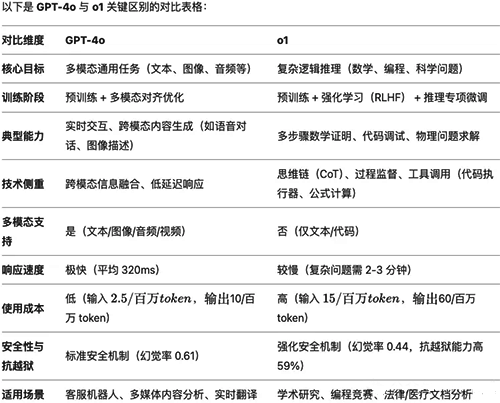 以下是 GPT-4o 与 o1 关键区别的对比表格：
对比维度 GPT-4o o1
核心目标 多模态通用任务（文本、图像、音频等） 复杂逻辑推理（数学、编程、科学问题）
训练阶段 预训练 + 多模态对齐优化 预训练 + 强化学习（RLHF） + 推理专项微调
典型能力 实时交互、跨模态内容生成（如语音对话、图像描述） 多步骤数学证明、代码调试、物理问题求解
技术侧重 跨模态信息融合、低延迟响应 思维链（CoT）、过程监督、工具调用（代码执行器、公式计算）
多模态支持 是（文本/图像/音频/视频） 否（仅文本/代码）
响应速度 极快（平均 320ms） 较慢（复杂问题需 2-3 分钟）
使用成本 低（输入 2.5/百万token，输出10/百万 token） 高（输入 15/百万token，输出60/百万 token）
安全性与抗越狱 标准安全机制（幻觉率 0.61） 强化安全机制（幻觉率 0.44，抗越狱能力高 59%）
适用场景 客服机器人、多媒体内容分析、实时翻译 学术研究、编程竞赛、法律/医疗文档分析